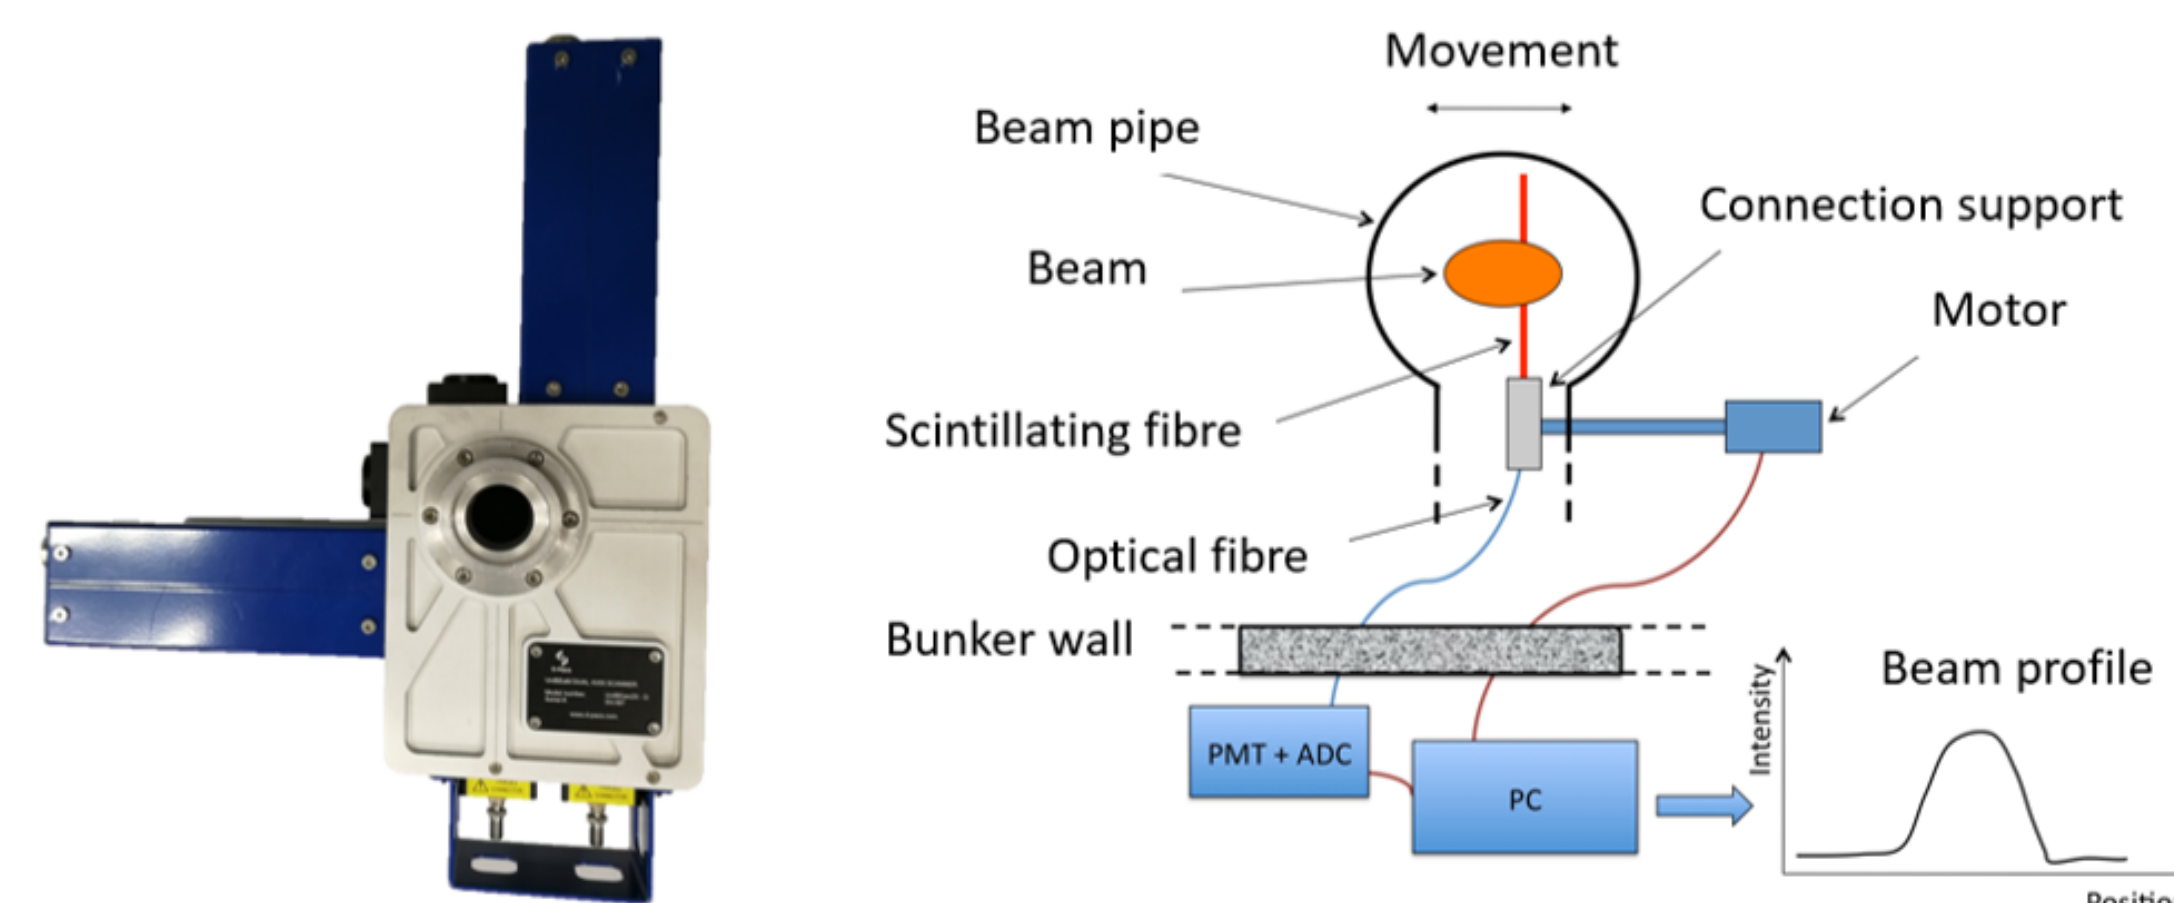 Movement
Beam pipe
Connection support
Beam
Motor
Scintillating fibre
Optical fibre
Bunker wall
Beam profile
Intensity
PMT + ADC
PC